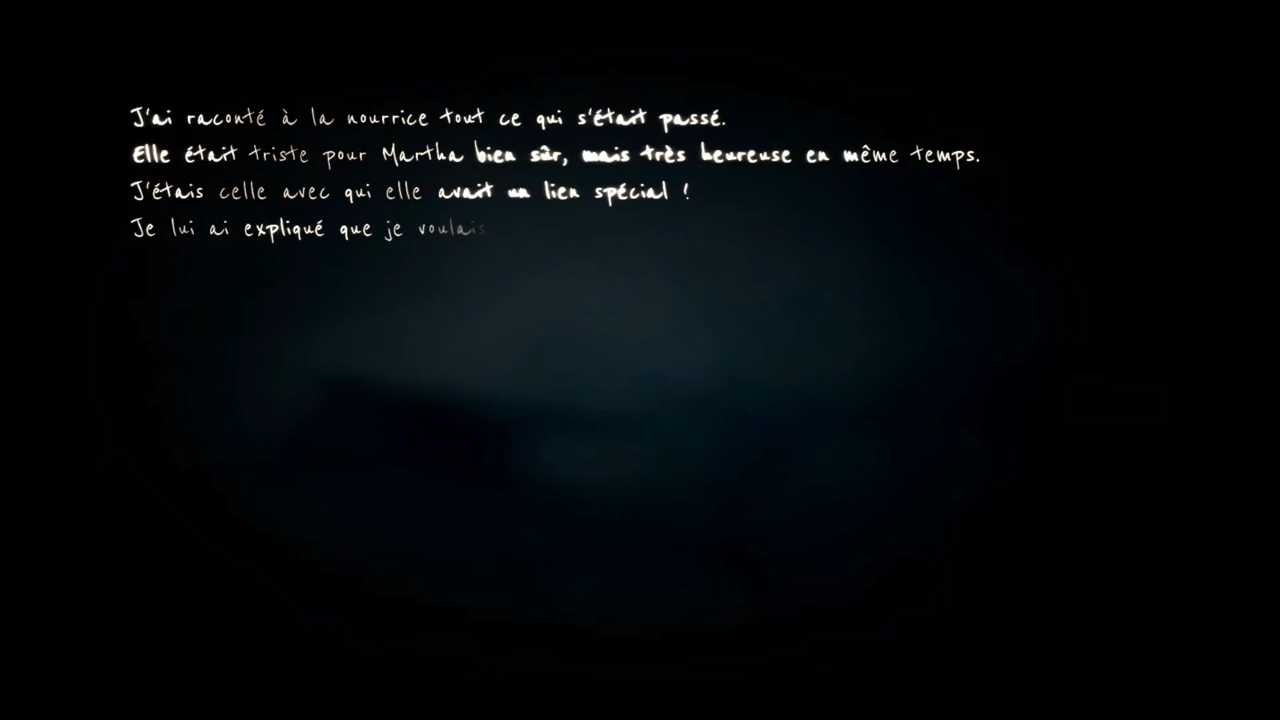 J'ai raconté à la nourrice tout ce qui s'était passé.
Elle était triste pour Martha bien sûr, mais très heureuse en même temps.
J'étais celle avec qui elle avait un lien spécial !
Je lui ai expliqué que je voulais